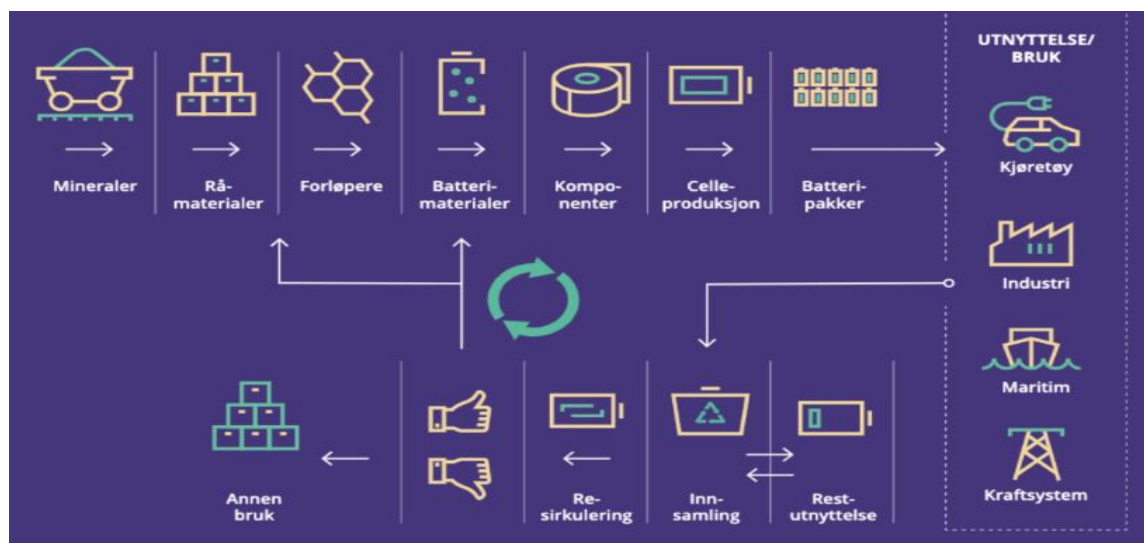 UTNYTTELSE/
BRUK
Mineraler
Rå-
materialer
Forløpere
Batteri-
materialer
Kompo-
nenter
Celle-
produksjon
Batteri-
pakker
Kjøretøy
Industri
Maritim
Kraftsystem
Annen
bruk
Re-
sirkulering
Inn-
samling
Rest-
utnyttelse